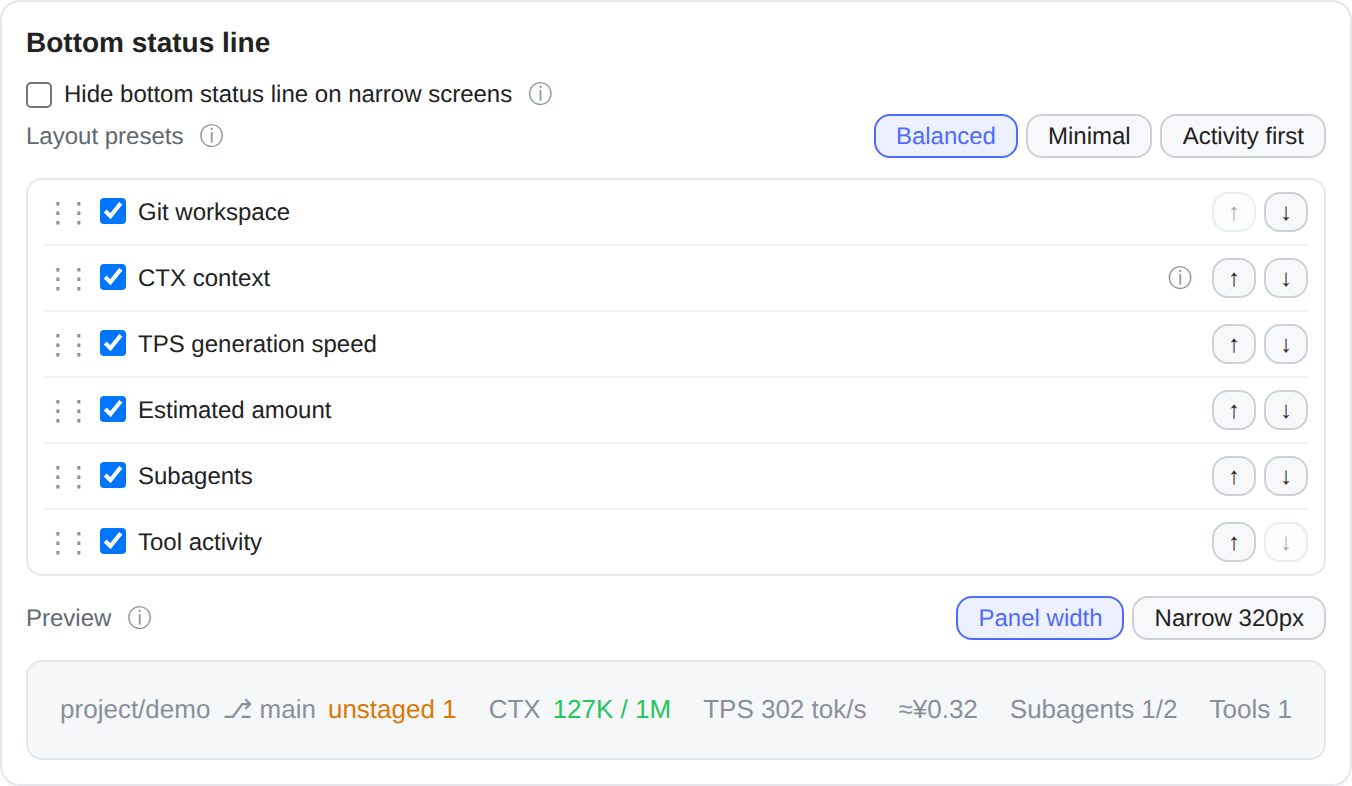 Bottom status line
Hide bottom status line on narrow screens ⓘ
Layout presets ⓘ Balanced Minimal Activity first
Git workspace ↑ ↓
CTX context ⓘ ↑ ↓
TPS generation speed ↑ ↓
Estimated amount ↑ ↓
Subagents ↑ ↓
Tool activity ↑ ↓
Preview ⓘ Panel width Narrow 320px
project/demo ⎇ main unstaged 1 CTX 127K / 1M TPS 302 tok/s ≈¥0.32 Subagents 1/2 Tools 1